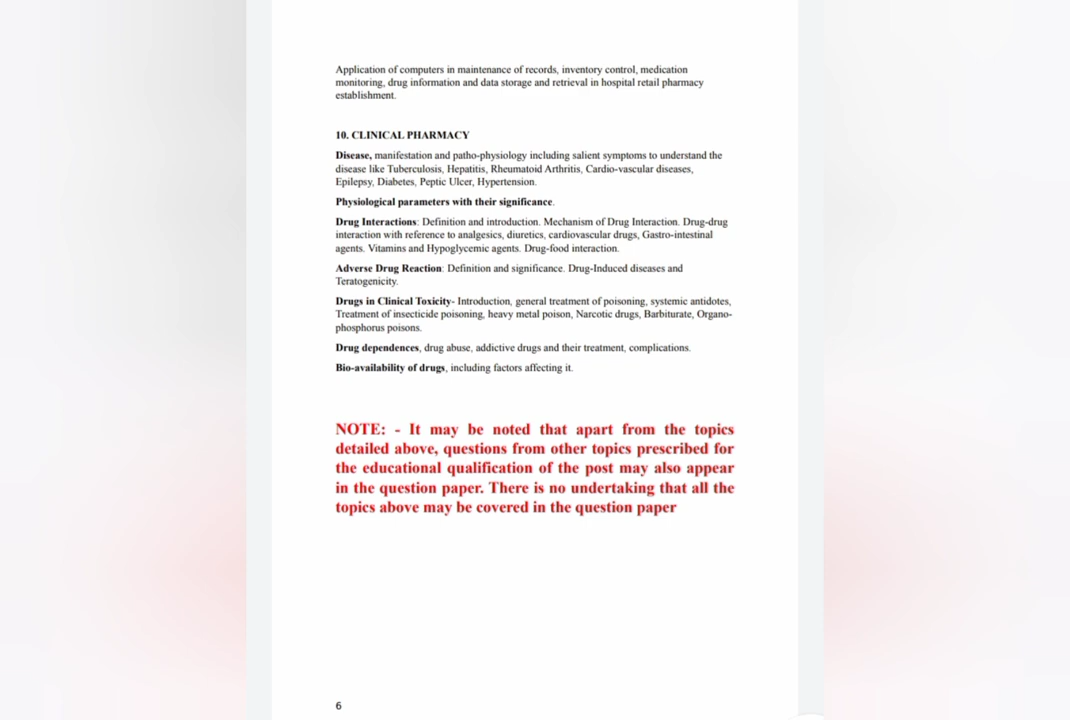 Application of computers in maintenance of records, inventory control, medication
monitoring, drug information and data storage and retrieval in hospital retail pharmacy
establishment.
10. CLINICAL PHARMACY
Disease, manifestation and patho-physiology including salient symptoms to understand the
disease like Tuberculosis, Hepatitis, Rheumatoid Arthritis, Cardio-vascular diseases,
Epilepsy, Diabetes, Peptic Ulcer, Hypertension.
Physiological parameters with their significance.
Drug Interactions: Definition and introduction. Mechanism of Drug Interaction. Drug-drug
interaction with reference to analgesics, diuretics, cardiovascular drugs, Gastro-intestinal
agents. Vitamins and Hypoglycemic agents. Drug-food interaction.
Adverse Drug Reaction: Definition and significance. Drug-Induced diseases and
Teratogenicity.
Drugs in Clinical Toxicity- Introduction, general treatment of poisoning, systemic antidotes,
Treatment of insecticide poisoning, heavy metal poison, Narcotic drugs, Barbiturate, Organo-
phosphorus poisons.
Drug dependences, drug abuse, addictive drugs and their treatment, complications.
Bio-availability of drugs, including factors affecting it.
NOTE: - It may be noted that apart from the topics
detailed above, questions from other topics prescribed for
the educational qualification of the post may also appear
in the question paper. There is no undertaking that all the
topics above may be covered in the question paper
6